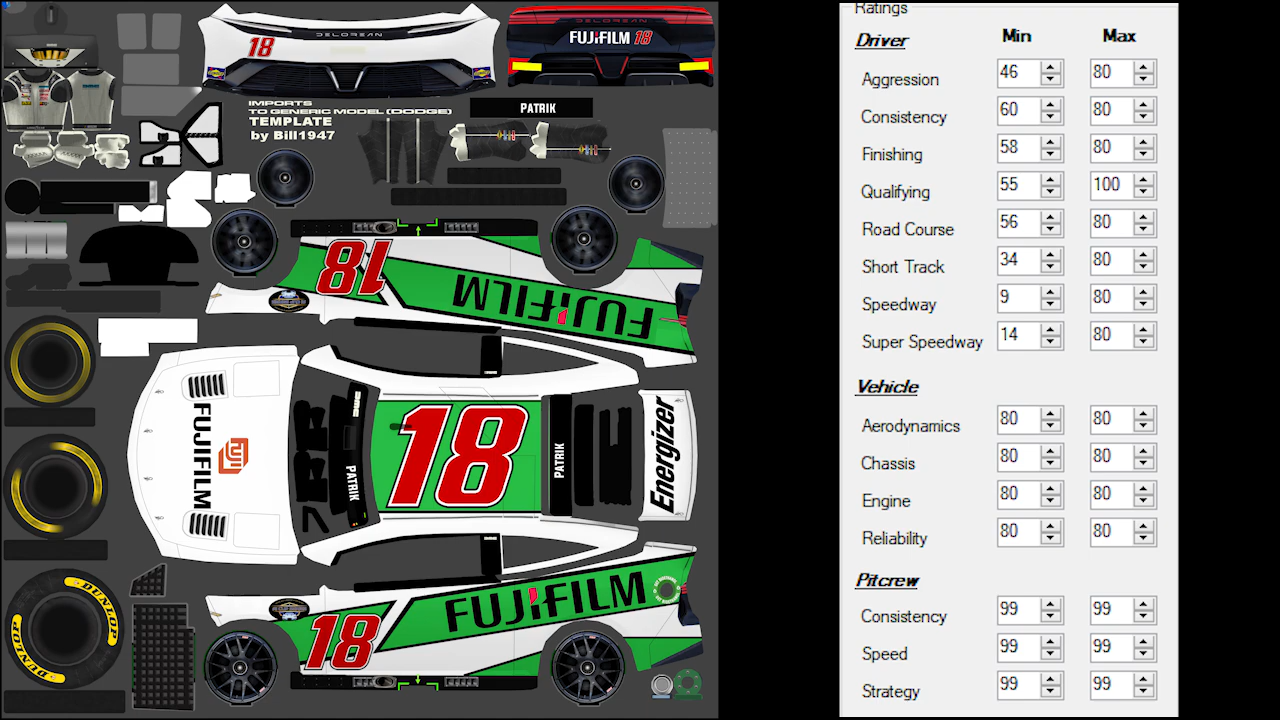 DELOREAN
18
DELOREAN
FUJIFILM 18
IMPORTS
TO GENERIC MODEL (DODGE)
TEMPLATE
by Bill1947
PATRIK
18
FUJIFILM
FUJIFILM
PATRIK
18
PATRIK
Energizer
FUJIFILM
18
DUNLOP
DUNLOP
Ratings
Driver Min Max
Aggression 46 80
Consistency 60 80
Finishing 58 80
Qualifying 55 100
Road Course 56 80
Short Track 34 80
Speedway 9 80
Super Speedway 14 80
Vehicle
Aerodynamics 80 80
Chassis 80 80
Engine 80 80
Reliability 80 80
Pitcrew
Consistency 99 99
Speed 99 99
Strategy 99 99